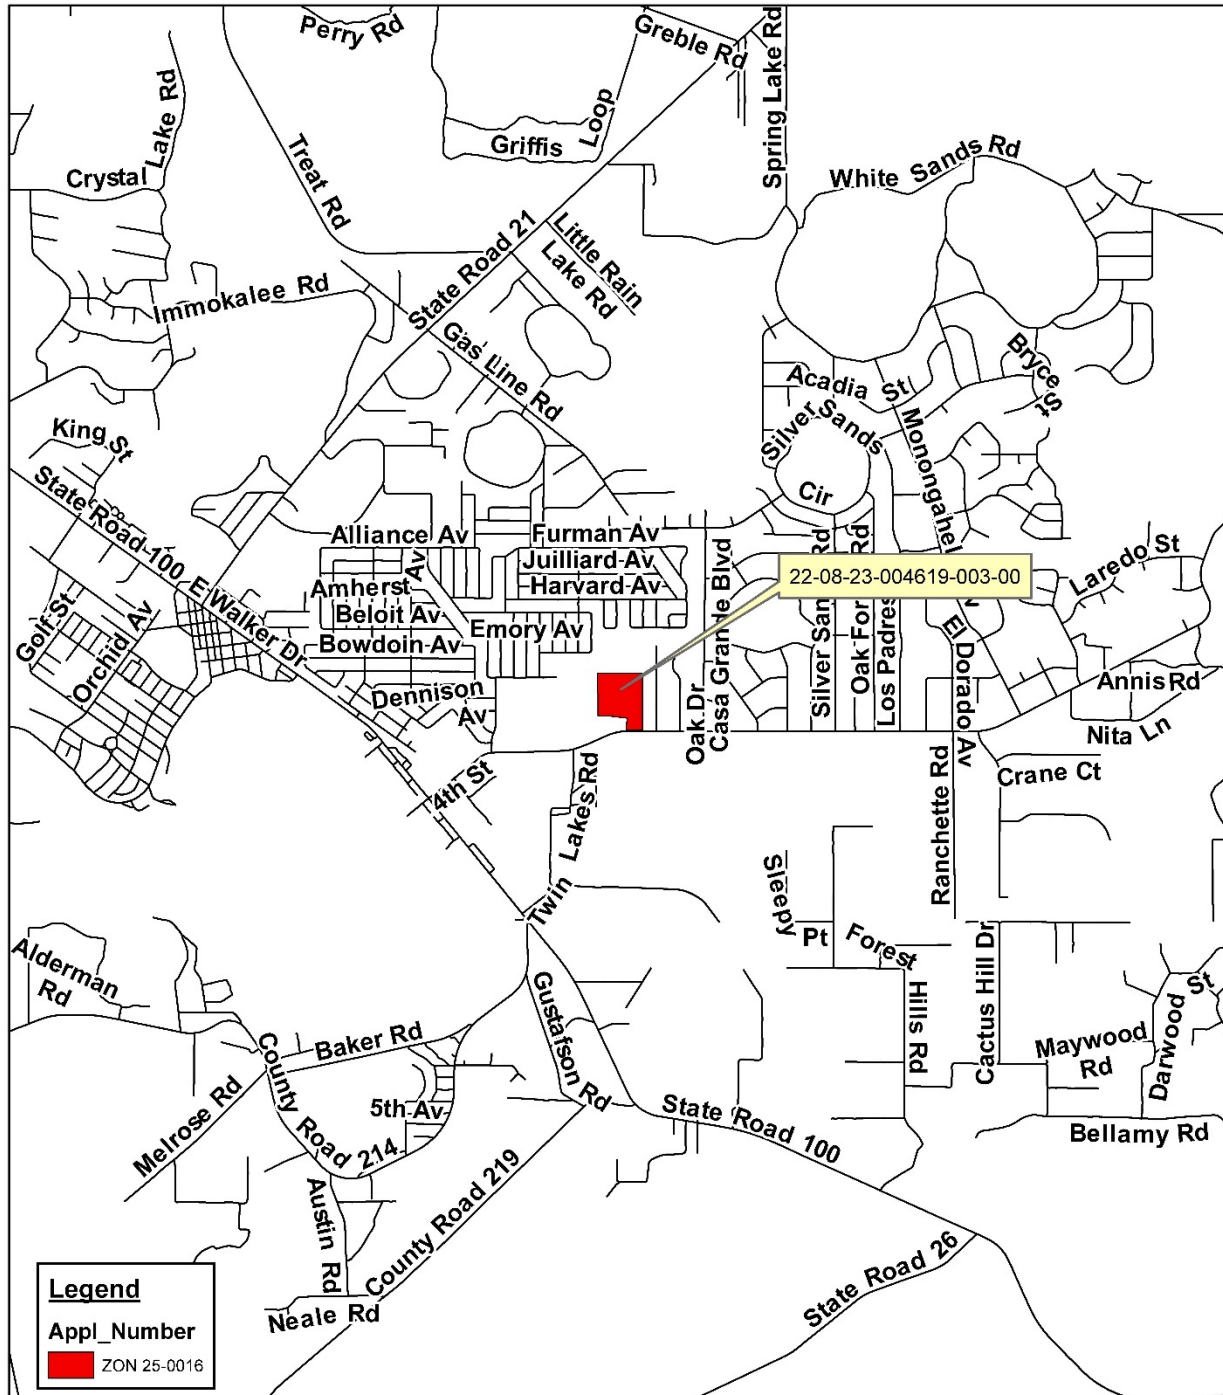 Perry Rd
Greble Rd
Spring Lake Rd
Crystal Lake Rd
Treat Rd
Griffis Loop
White Sands Rd
State Road 21
Little Rain
Lake Rd
Immokalee Rd
Gas Line Rd
Bryce St
Acadia St
Silver Sands Cir
Monongahel
King St
State Road 100
E Walker Dr
Alliance Av
Furman Av
Juilliard Av
Harvard Av
Amherst Av
Beloit Av
Bowdoin Av
Emory Av
Dennison Av
Casa Grande Blvd
Oak Dr
Silver San Rd
Oak For Rd
Los Padres
22-08-23-004619-003-00
v
El Dorado Av
Laredo St
Annis Rd
Nita Ln
Golf St
Orchid Av
4th St
Twin Lakes Rd
Ranchette Rd
Crane Ct
Sleepy Pt
Forest Hills Rd
Cactus Hill Dr
Alderman Rd
Gustafson Rd
Baker Rd
Maywood Rd
Darwood St
Melrose Rd
County Road 214
5th Av
State Road 100
Bellamy Rd
Austin Rd
County Road 219
State Road 26
Neale Rd
Legend
Appl_Number
ZON 25-0016